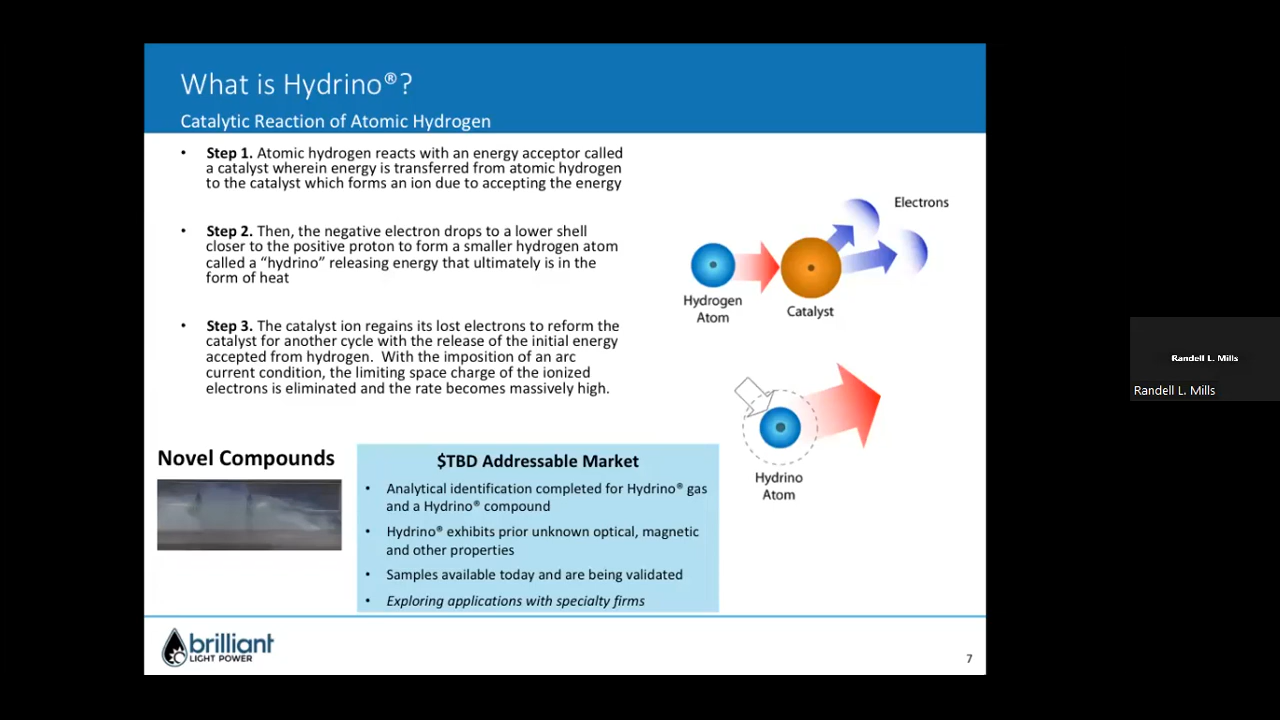 What is Hydrino®?
Catalytic Reaction of Atomic Hydrogen
• Step 1. Atomic hydrogen reacts with an energy acceptor called
a catalyst wherein energy is transferred from atomic hydrogen
to the catalyst which forms an ion due to accepting the energy
• Step 2. Then, the negative electron drops to a lower shell
closer to the positive proton to form a smaller hydrogen atom
called a “hydrino” releasing energy that ultimately is in the
form of heat
• Step 3. The catalyst ion regains its lost electrons to reform the
catalyst for another cycle with the release of the initial energy
accepted from hydrogen. With the imposition of an arc
current condition, the limiting space charge of the ionized
electrons is eliminated and the rate becomes massively high.
Electrons
Hydrogen
Atom
Catalyst
Hydrino
Atom
Novel Compounds
$TBD Addressable Market
• Analytical identification completed for Hydrino® gas
and a Hydrino® compound
• Hydrino® exhibits prior unknown optical, magnetic
and other properties
• Samples available today and are being validated
• Exploring applications with specialty firms
brilliant
LIGHT POWER
7
Randell L. Mills
Randell L. Mills